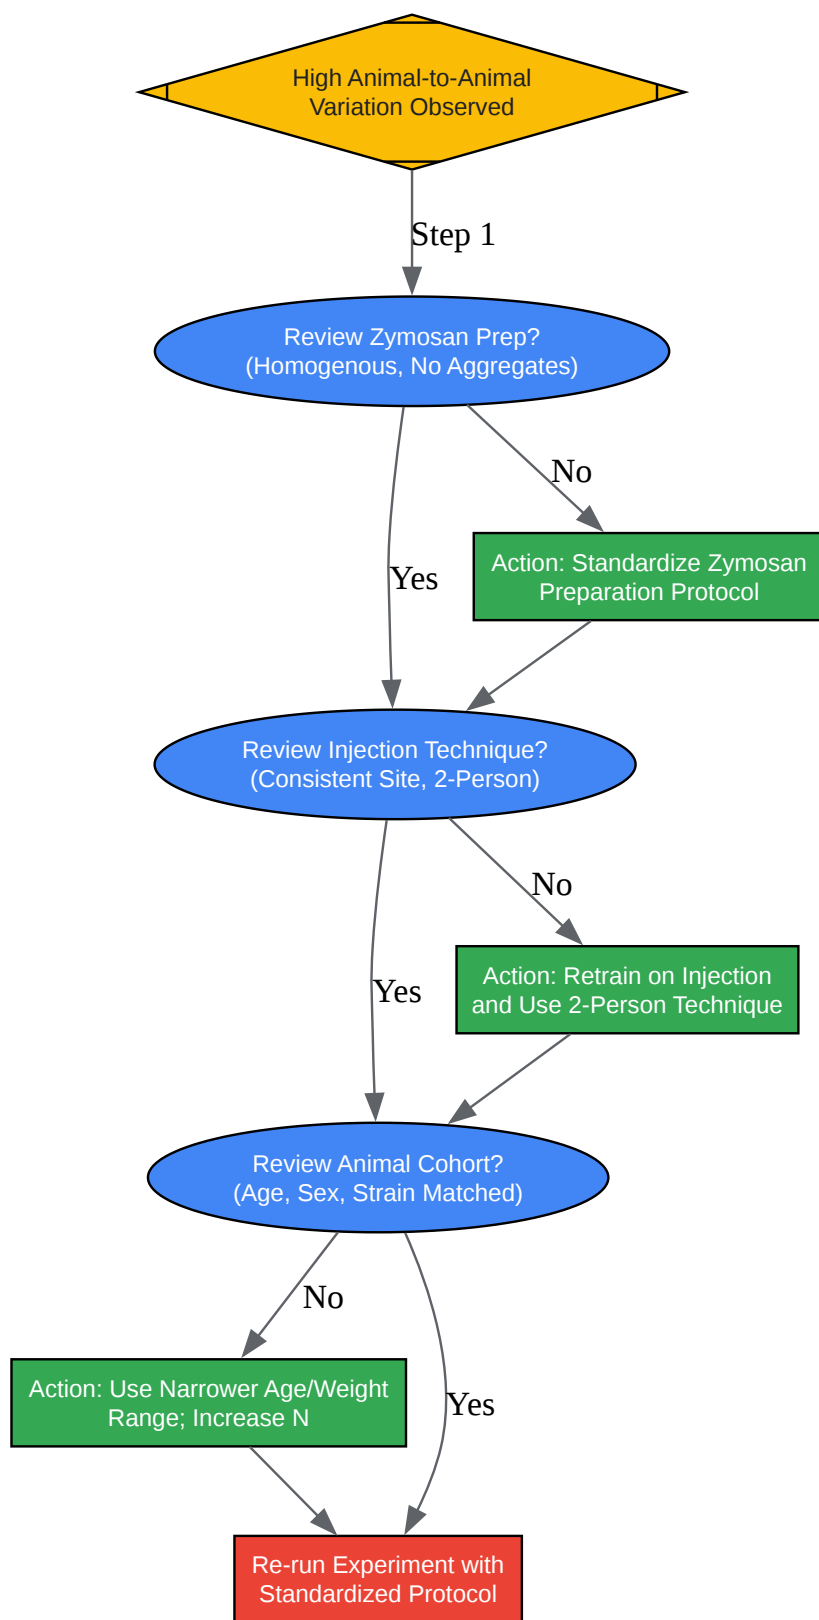 High Animal-to-Animal
Variation Observed
Step 1
Review Zymosan Prep?
(Homogenous, No Aggregates)
No
Action: Standardize Zymosan
Preparation Protocol
Yes
Review Injection Technique?
(Consistent Site, 2-Person)
No
Action: Retrain on Injection
and Use 2-Person Technique
Yes
Review Animal Cohort?
(Age, Sex, Strain Matched)
No
Action: Use Narrower Age/Weight
Range; Increase N
Yes
Re-run Experiment with
Standardized Protocol